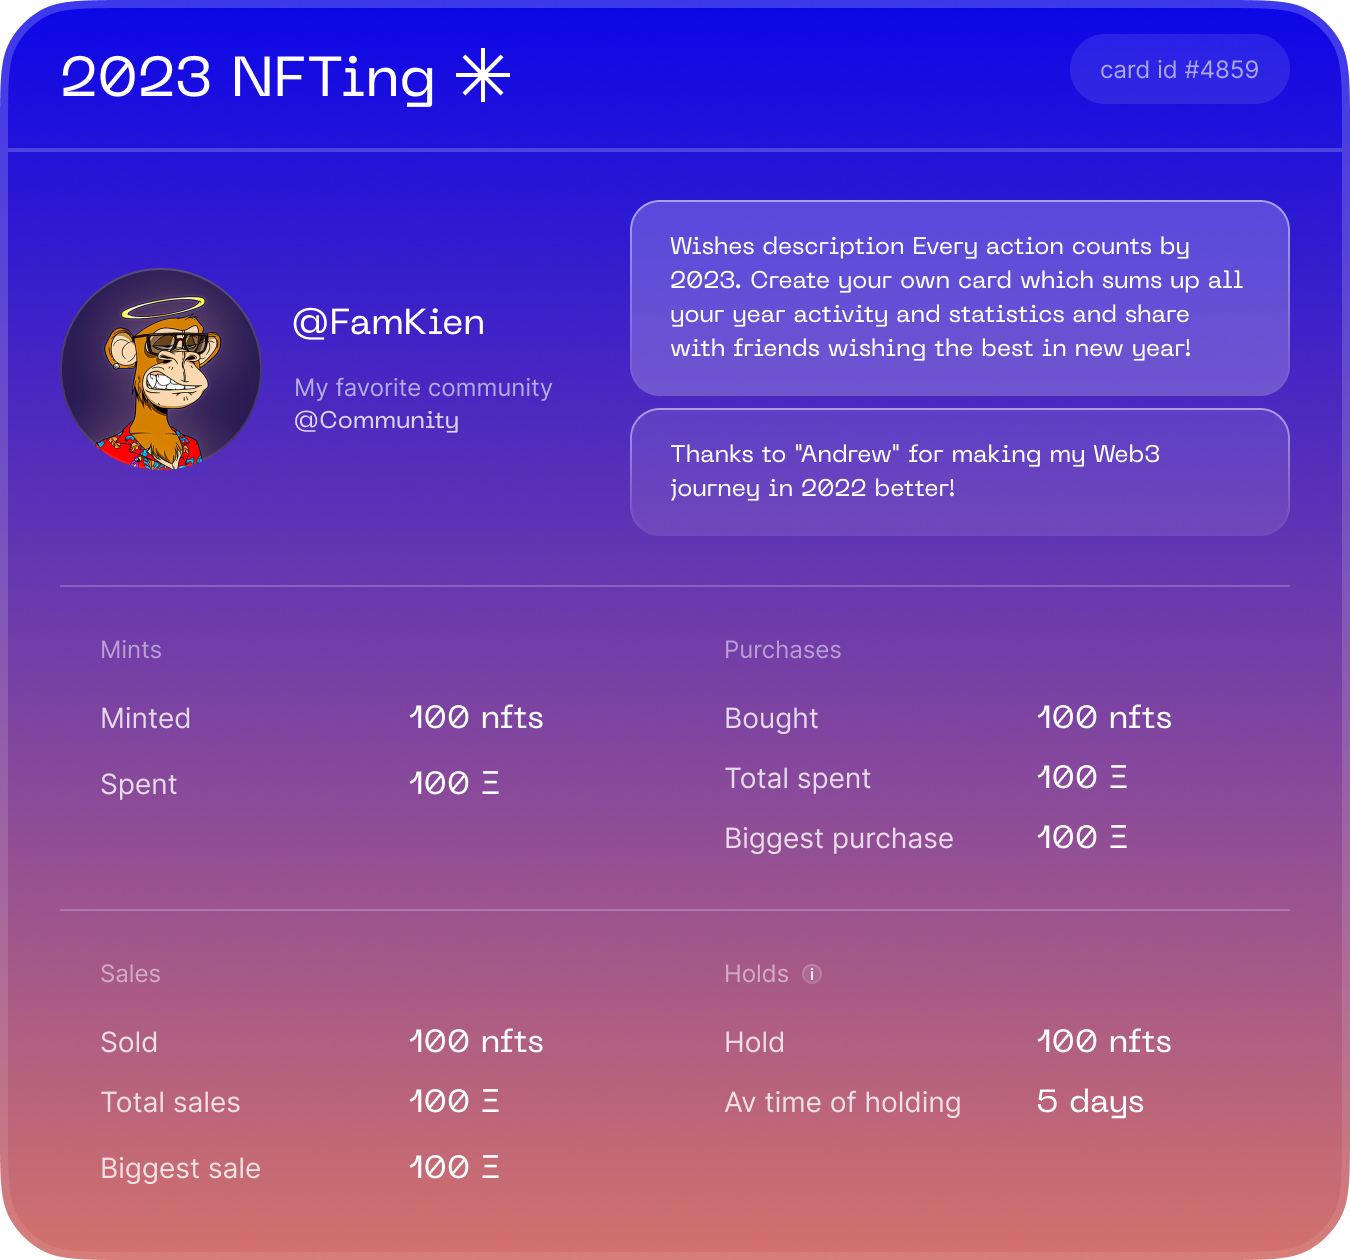 2023 NFTing
card id #4859
@FamKien
My favorite community
@Community
Wishes description Every action counts by
2023. Create your own card which sums up all
your year activity and statistics and share
with friends wishing the best in new year!
Thanks to "Andrew" for making my Web3
journey in 2022 better!
Mints
Minted 100 nfts
Spent 100 Ξ
Purchases
Bought 100 nfts
Total spent 100 Ξ
Biggest purchase 100 Ξ
Sales
Sold 100 nfts
Total sales 100 Ξ
Biggest sale 100 Ξ
Holds i
Hold 100 nfts
Av time of holding 5 days